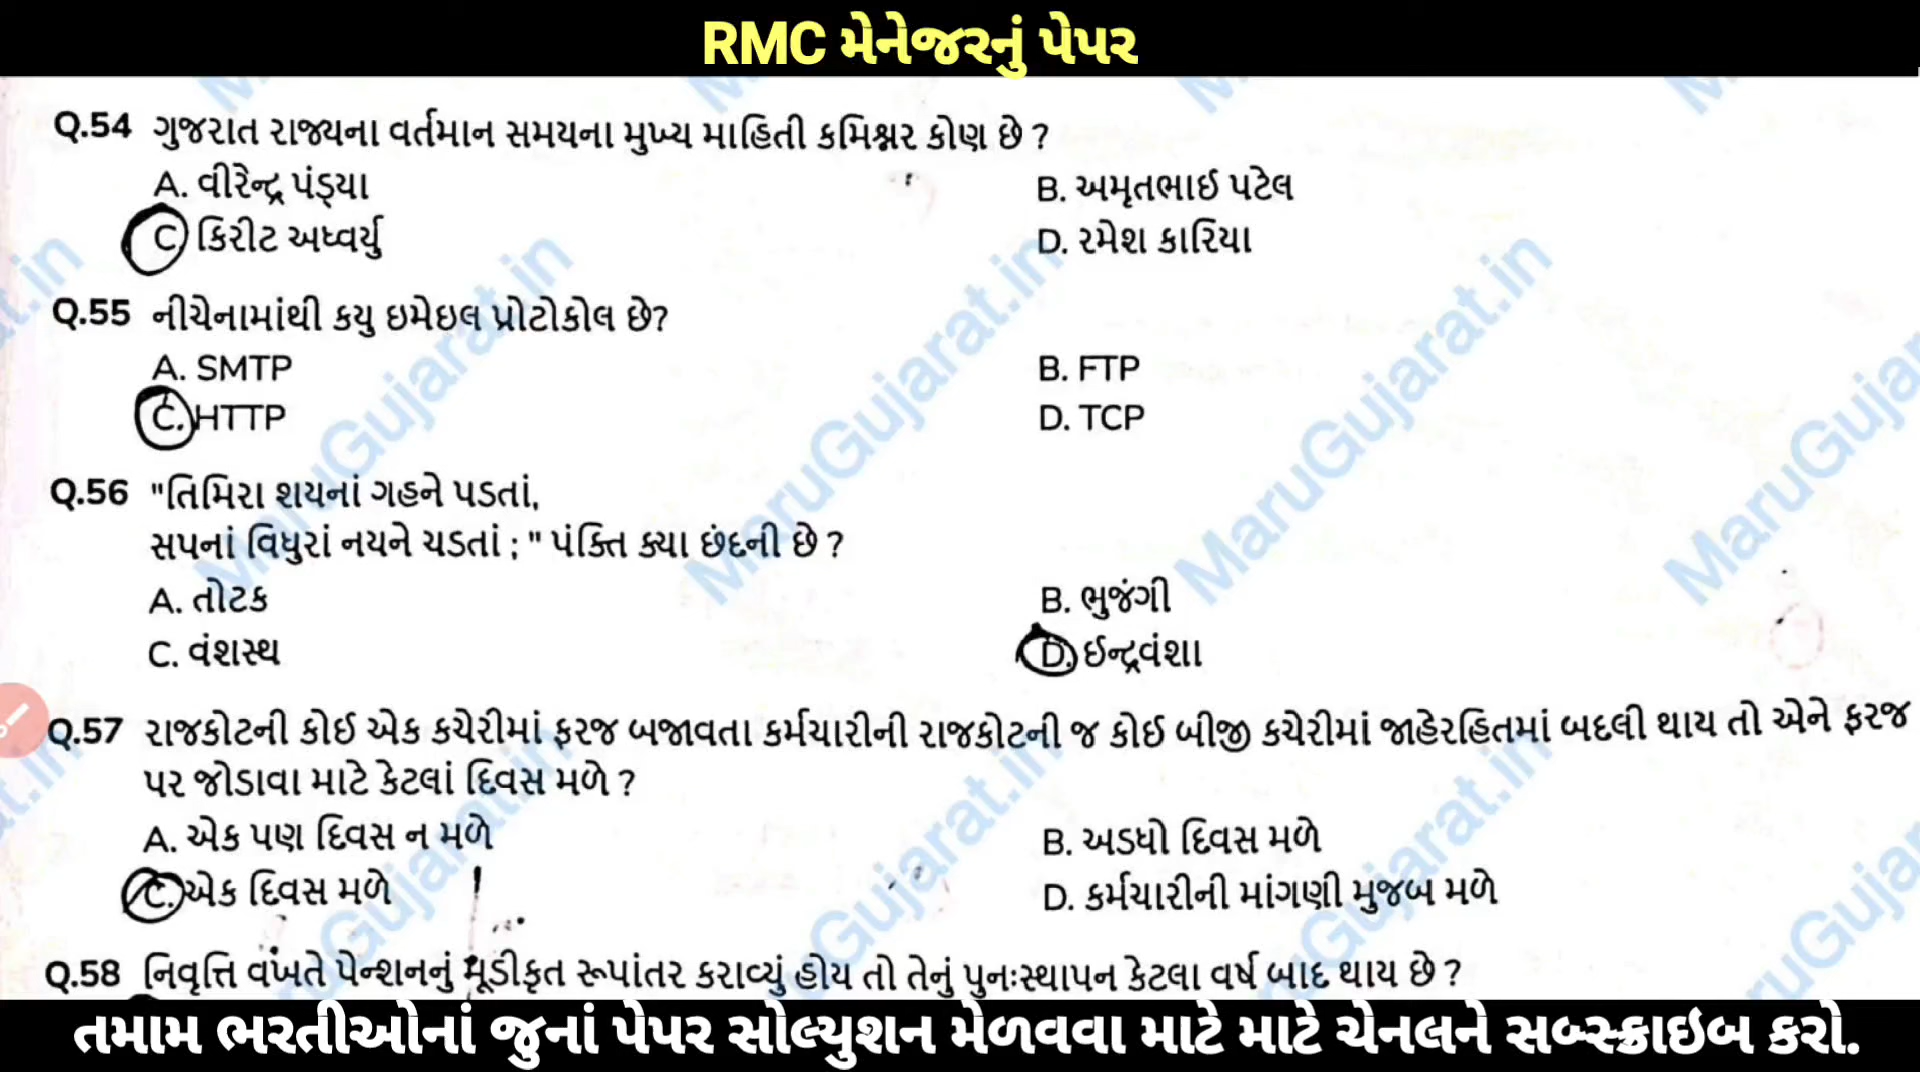 RMC મેનેજરનું પેપર
Q.54 ગુજરાત રાજ્યના વર્તમાન સમયના મુખ્ય માહિતી કમિશ્નર કોણ છે ?
A. વીરેન્દ્ર પંડ્યા B. અમૃતભાઈ પટેલ
C કિરીટ અધ્વર્યુ D. રમેશ કારિયા
Q.55 નીચેનામાંથી કયુ ઇમેઇલ પ્રોટોકોલ છે?
A. SMTP B. FTP
C. HTTP D. TCP
Q.56 "તિમિરા શયનાં ગહને પડતાં,
સપનાં વિધુરાં નયને ચડતાં ; " પંક્તિ ક્યા છંદની છે ?
A. તોટક B. ભુજંગી
C. વંશસ્થ D. ઈન્દ્રવંશા
Q.57 રાજકોટની કોઈ એક કચેરીમાં ફરજ બજાવતા કર્મચારીની રાજકોટની જ કોઈ બીજી કચેરીમાં જાહેરહિતમાં બદલી થાય તો એને ફરજ
પર જોડાવા માટે કેટલાં દિવસ મળે ?
A. એક પણ દિવસ ન મળે B. અડધો દિવસ મળે
C. એક દિવસ મળે D. કર્મચારીની માંગણી મુજબ મળે
Q.58 નિવૃત્તિ વખતે પેન્શનનું મૂડીકૃત રૂપાંતર કરાવ્યું હોય તો તેનું પુનઃસ્થાપન કેટલા વર્ષ બાદ થાય છે ?
તમામ ભરતીઓનાં જુનાં પેપર સોલ્યુશન મેળવવા માટે માટે ચેનલને સબ્સ્ક્રાઇબ કરો.
MaruGujarat.in